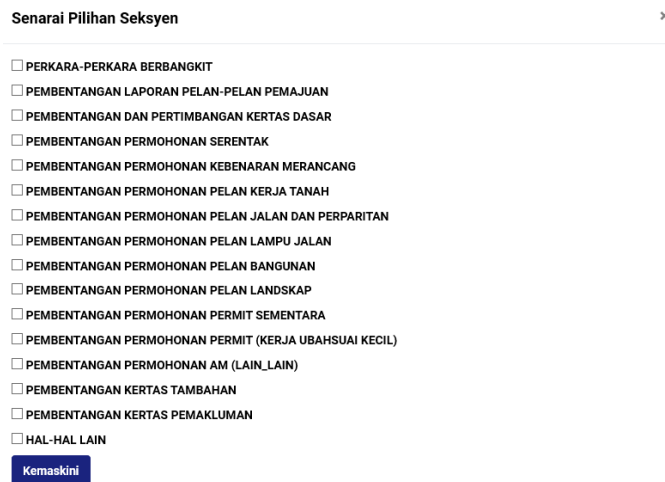 Senarai Pilihan Seksyen
PERKARA-PERKARA BERBANGKIT
PEMBENTANGAN LAPORAN PELAN-PELAN PEMAJUAN
PEMBENTANGAN DAN PERTIMBANGAN KERTAS DASAR
PEMBENTANGAN PERMOHONAN SERENTAK
PEMBENTANGAN PERMOHONAN KEBENARAN MERANCANG
PEMBENTANGAN PERMOHONAN PELAN KERJA TANAH
PEMBENTANGAN PERMOHONAN PELAN JALAN DAN PERPARITAN
PEMBENTANGAN PERMOHONAN PELAN LAMPU JALAN
PEMBENTANGAN PERMOHONAN PELAN BANGUNAN
PEMBENTANGAN PERMOHONAN PELAN LANDSKAP
PEMBENTANGAN PERMOHONAN PERMIT SEMENTARA
PEMBENTANGAN PERMOHONAN PERMIT (KERJA UBAHSUAI KECIL)
PEMBENTANGAN PERMOHONAN AM (LAIN_LAIN)
PEMBENTANGAN KERTAS TAMBAHAN
PEMBENTANGAN KERTAS PEMAKLUMAN
HAL-HAL LAIN
Kemaskini